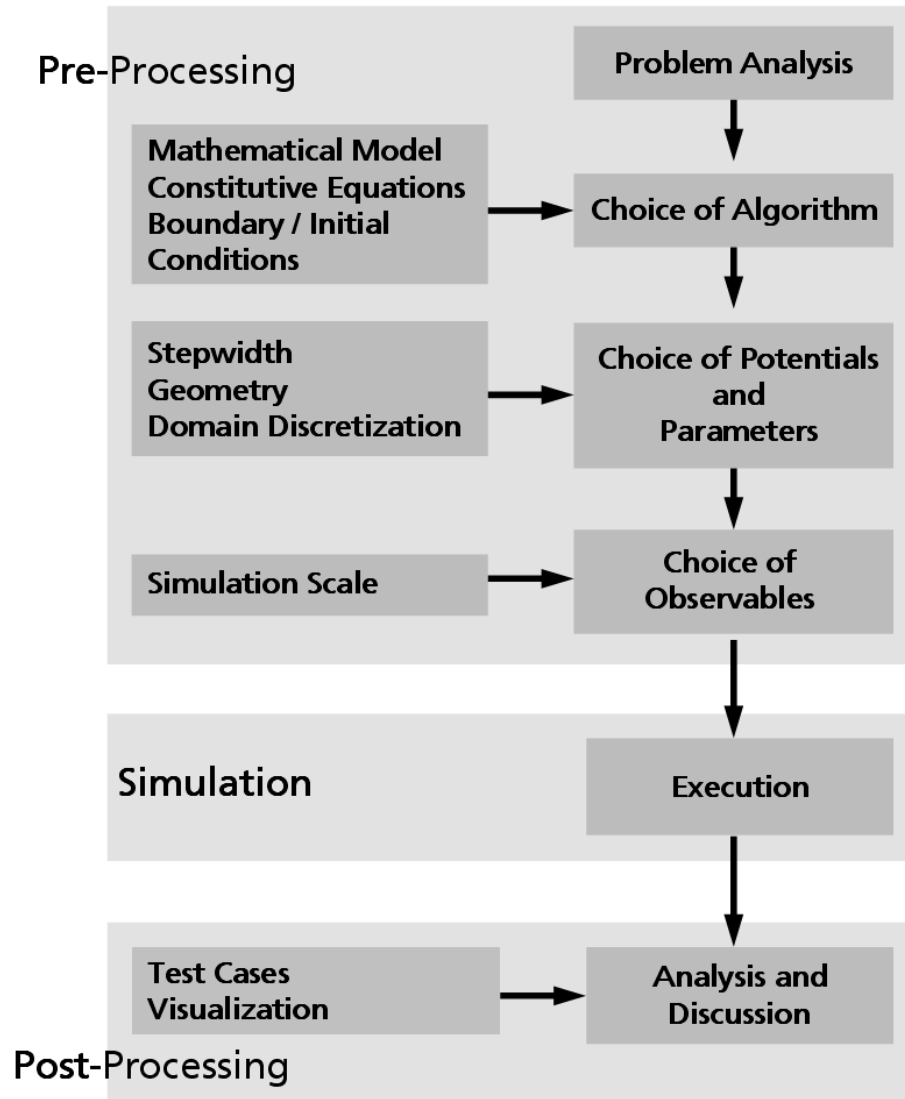 Pre-Processing
Problem Analysis
Mathematical Model
Constitutive Equations
Boundary / Initial
Conditions
Choice of Algorithm
Stepwidth
Geometry
Domain Discretization
Choice of Potentials
and
Parameters
Simulation Scale
Choice of
Observables
Simulation
Execution
Test Cases
Visualization
Analysis and
Discussion
Post-Processing